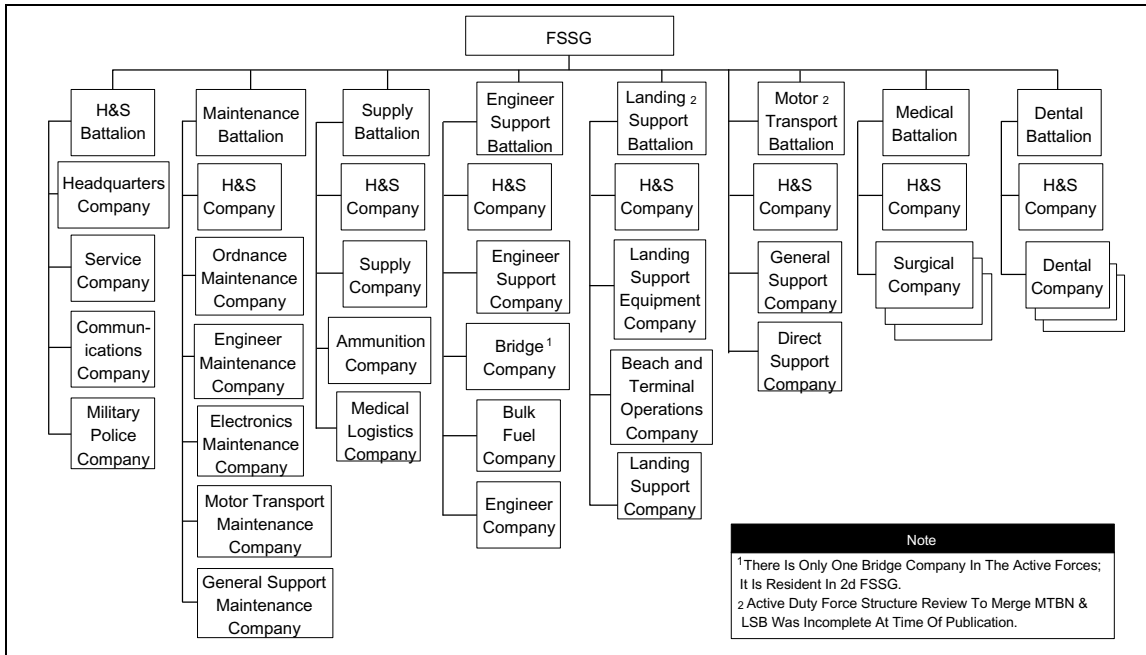 FSSG
H&S
Battalion
Headquarters
Company
Service
Company
Commun-
ications
Company
Military
Police
Company
Maintenance
Battalion
H&S
Company
Ordnance
Maintenance
Company
Engineer
Maintenance
Company
Electronics
Maintenance
Company
Motor Transport
Maintenance
Company
General Support
Maintenance
Company
Supply
Battalion
H&S
Company
Supply
Company
Ammunition
Company
Medical
Logistics
Company
Engineer
Support
Battalion
H&S
Company
Engineer
Support
Company
Bridge1
Company
Bulk
Fuel
Company
Engineer
Company
Landing 2
Support
Battalion
H&S
Company
Landing
Support
Equipment
Company
Beach and
Terminal
Operations
Company
Landing
Support
Company
Motor 2
Transport
Battalion
H&S
Company
General
Support
Company
Direct
Support
Company
Medical
Battalion
H&S
Company
Surgical
Company
Dental
Battalion
H&S
Company
Dental
Company
Note
1There Is Only One Bridge Company In The Active Forces;
It Is Resident In 2d FSSG.
2 Active Duty Force Structure Review To Merge MTBN &
LSB Was Incomplete At Time Of Publication.